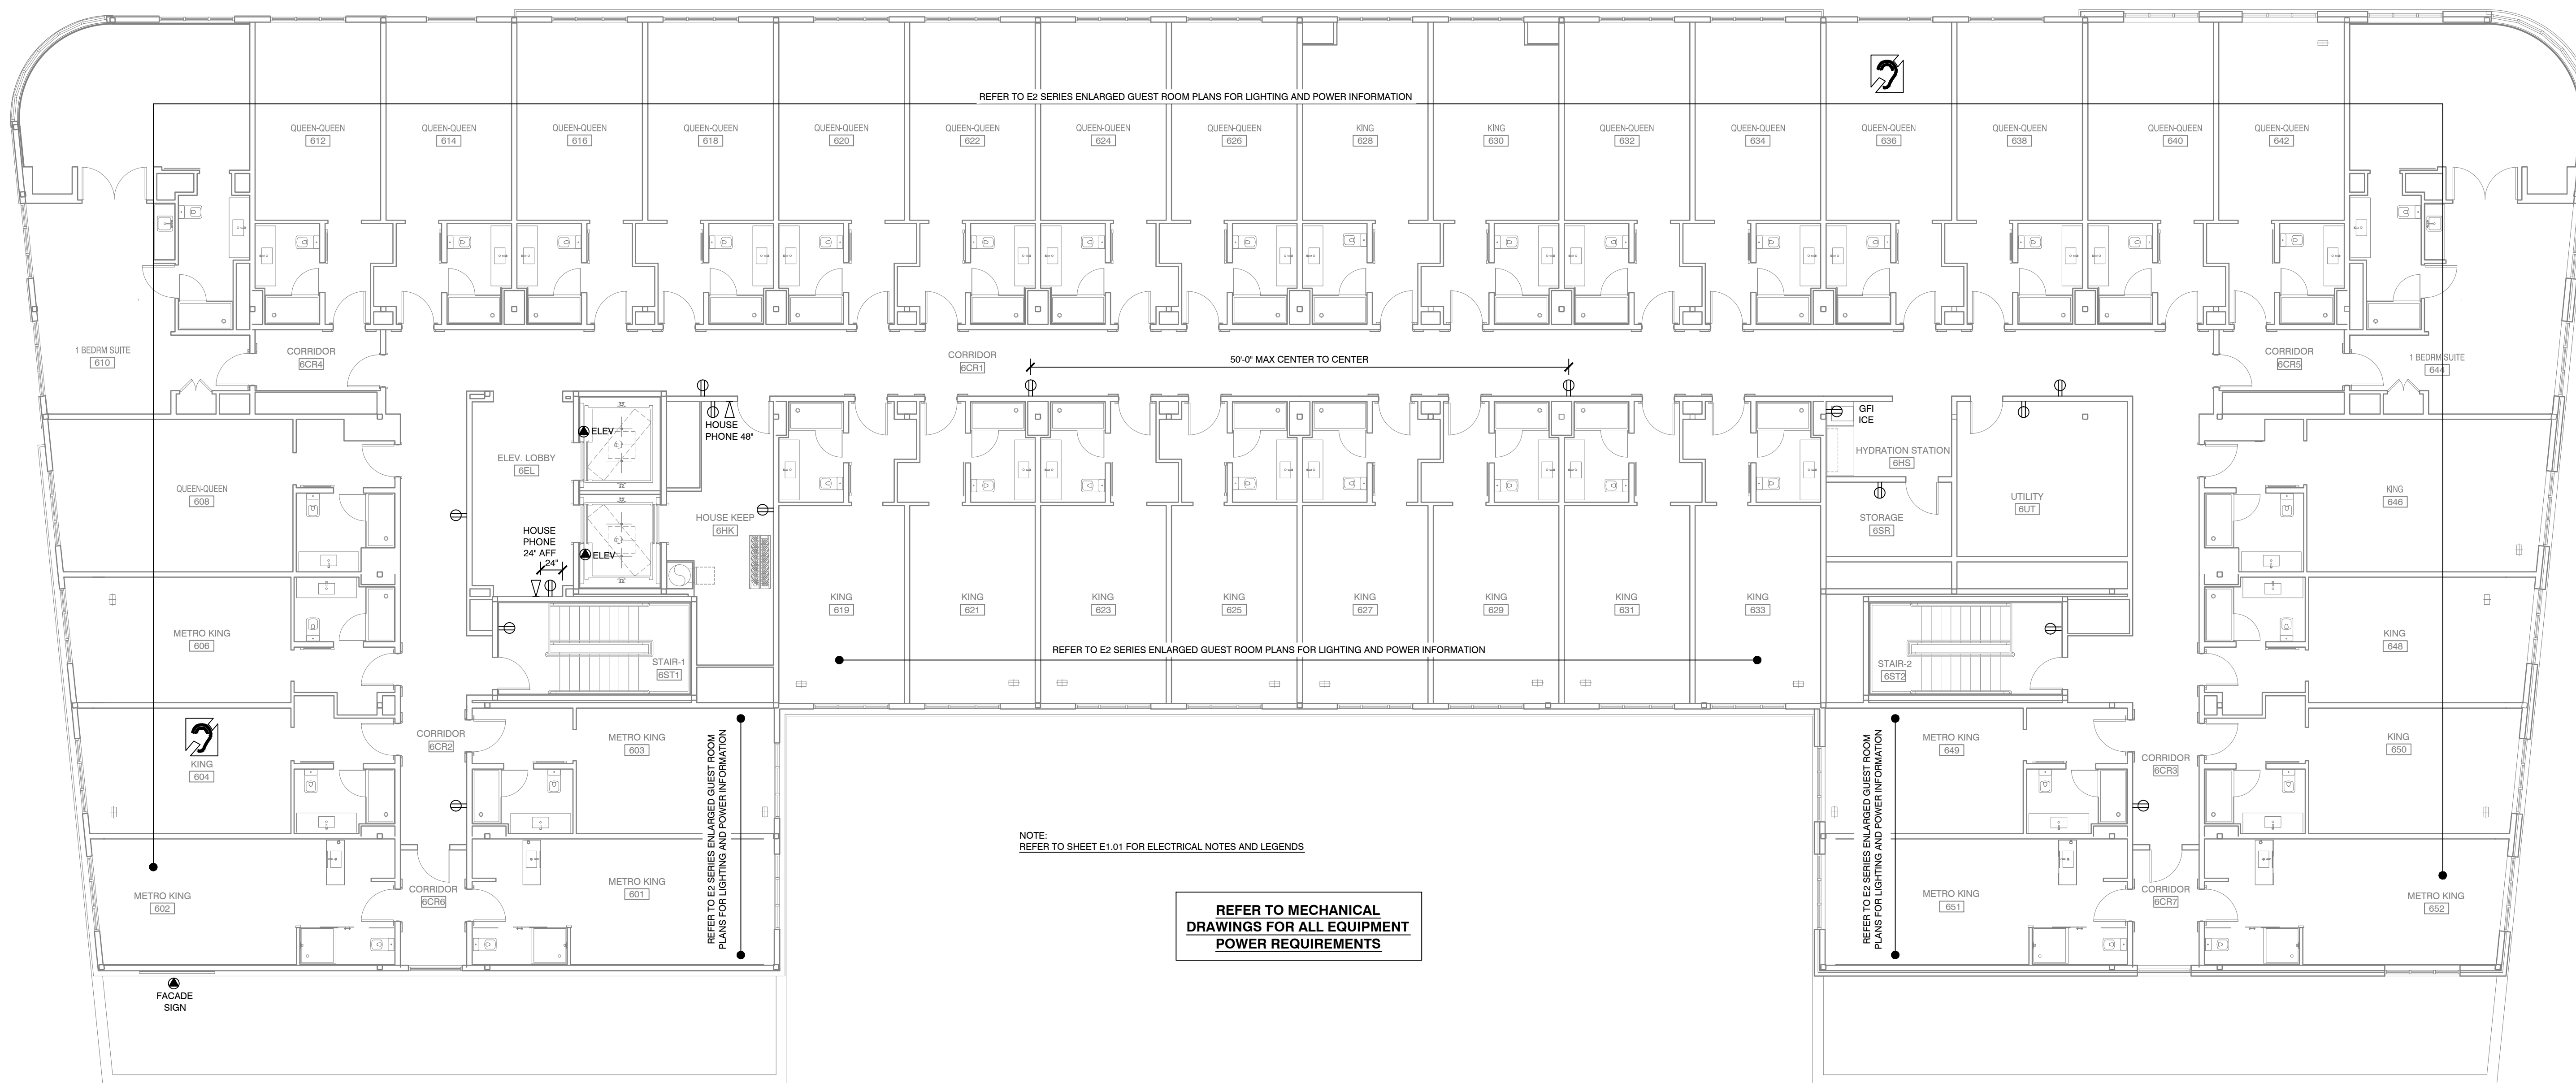 REFER TO E2 SERIES ENLARGED GUEST ROOM PLANS FOR LIGHTING AND POWER INFORMATION
QUEEN-QUEEN
612
QUEEN-QUEEN
614
QUEEN-QUEEN
616
QUEEN-QUEEN
618
QUEEN-QUEEN
620
QUEEN-QUEEN
622
QUEEN-QUEEN
624
QUEEN-QUEEN
626
KING
628
KING
630
QUEEN-QUEEN
632
QUEEN-QUEEN
634
QUEEN-QUEEN
636
QUEEN-QUEEN
638
QUEEN-QUEEN
640
QUEEN-QUEEN
642
1 BEDRM SUITE
610
CORRIDOR
6CR4
CORRIDOR
6CR1
50'-0" MAX CENTER TO CENTER
CORRIDOR
6CR5
1 BEDRM SUITE
644
ELEV
HOUSE
PHONE 48"
GFI
ICE
ELEV. LOBBY
6EL
HYDRATION STATION
6HS
QUEEN-QUEEN
608
KING
646
UTILITY
6UT
HOUSE KEEP
6HK
STORAGE
6SR
HOUSE
PHONE
24" AFF
24"
ELEV
KING
619
KING
621
KING
623
KING
625
KING
627
KING
629
KING
631
KING
633
METRO KING
606
KING
648
REFER TO E2 SERIES ENLARGED GUEST ROOM PLANS FOR LIGHTING AND POWER INFORMATION
STAIR-1
6ST1
STAIR-2
6ST2
KING
604
CORRIDOR
6CR2
METRO KING
603
REFER TO E2 SERIES ENLARGED GUEST ROOM
PLANS FOR LIGHTING AND POWER INFORMATION
METRO KING
649
REFER TO E2 SERIES ENLARGED GUEST ROOM
PLANS FOR LIGHTING AND POWER INFORMATION
CORRIDOR
6CR3
KING
650
NOTE:
REFER TO SHEET E1.01 FOR ELECTRICAL NOTES AND LEGENDS
METRO KING
602
CORRIDOR
6CR6
METRO KING
601
METRO KING
651
CORRIDOR
6CR7
METRO KING
652
REFER TO MECHANICAL
DRAWINGS FOR ALL EQUIPMENT
POWER REQUIREMENTS
FACADE
SIGN